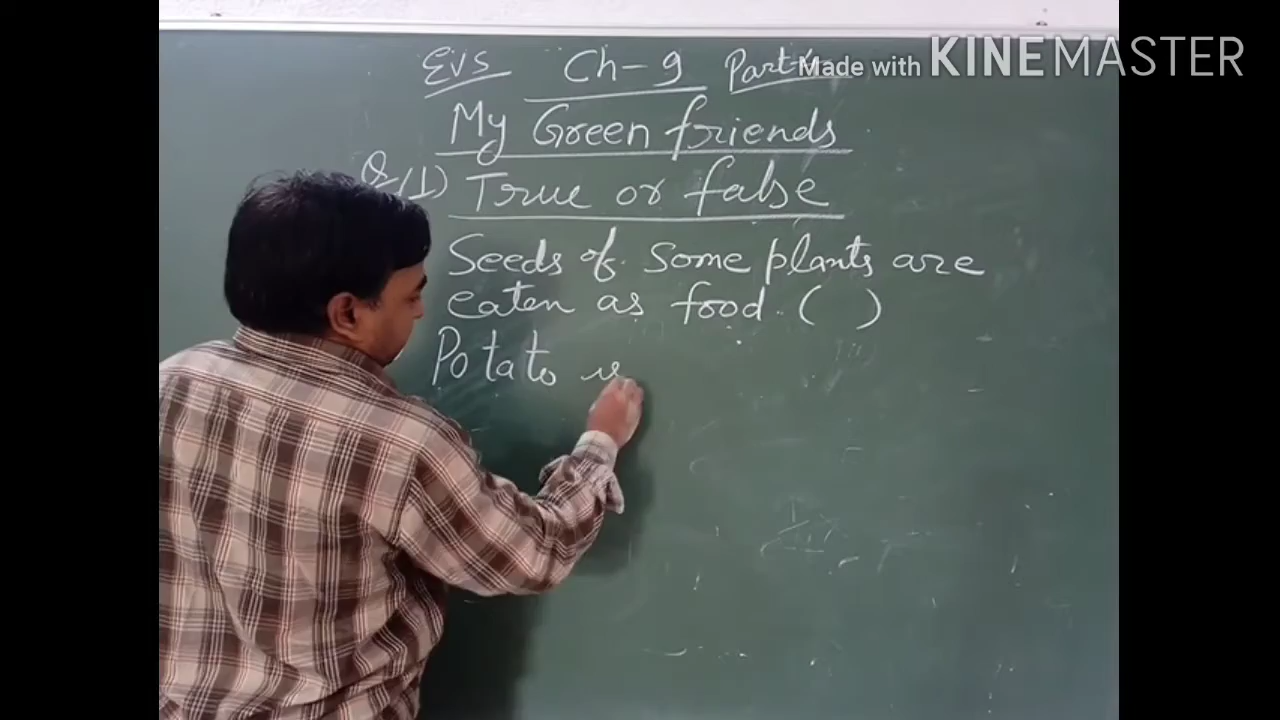 Evs Ch-9 Part-
Made with KINEMASTER
My Green friends
Q(1) True or false
Seeds of some plants are
eaten as food. ( )
Potato is